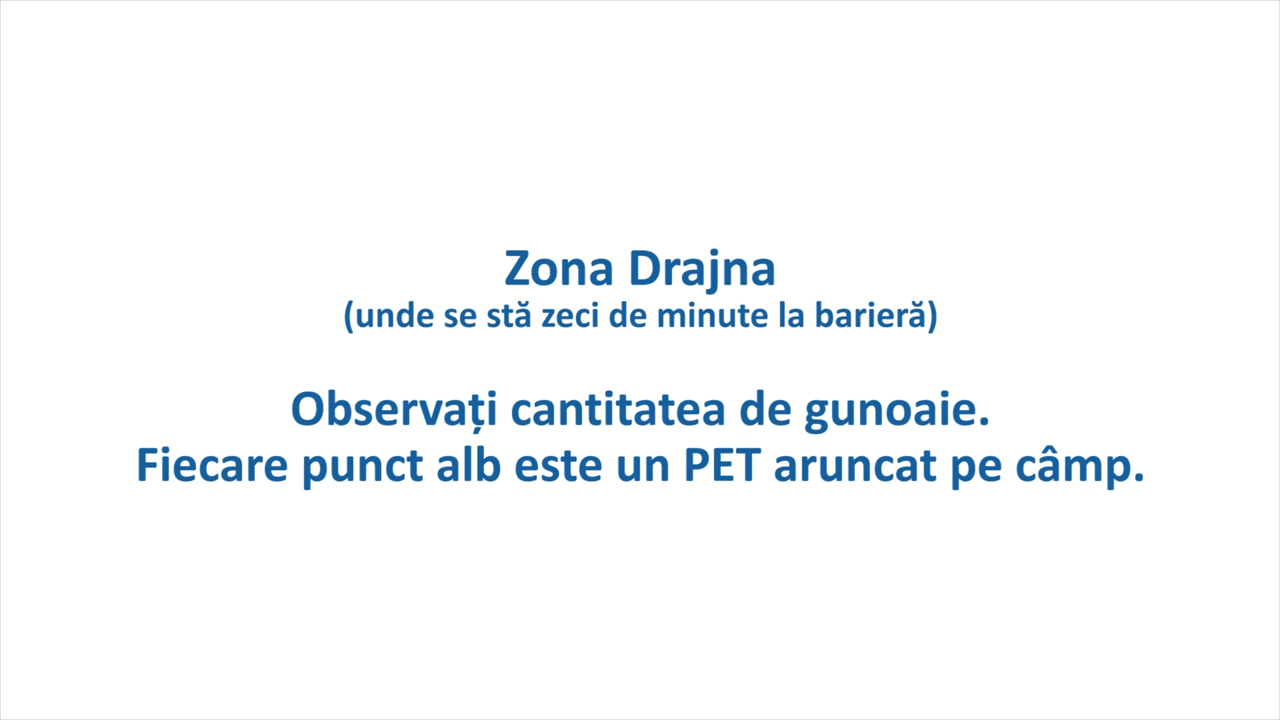 Zona Drajna
(unde se stă zeci de minute la barieră)
Observați cantitatea de gunoaie.
Fiecare punct alb este un PET aruncat pe câmp.